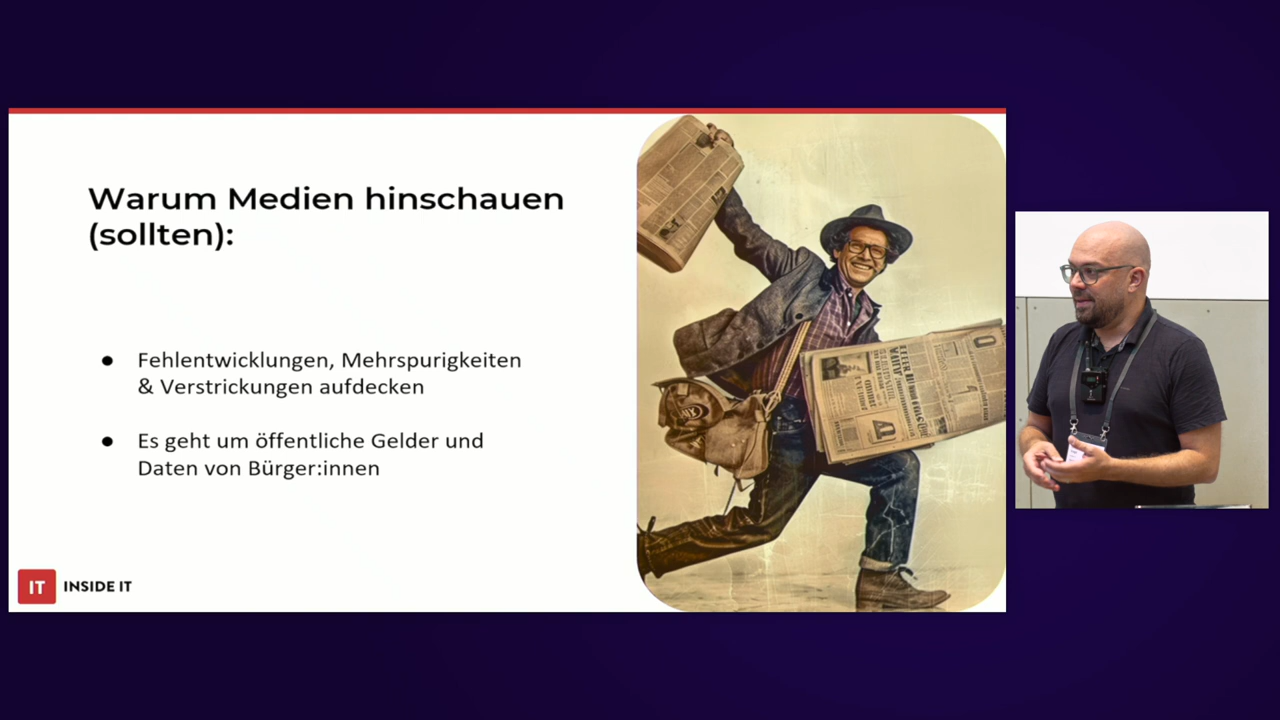 Warum Medien hinschauen
(sollten):
● Fehlentwicklungen, Mehrspurigkeiten
& Verstrickungen aufdecken
● Es geht um öffentliche Gelder und
Daten von Bürger:innen
IT INSIDE IT